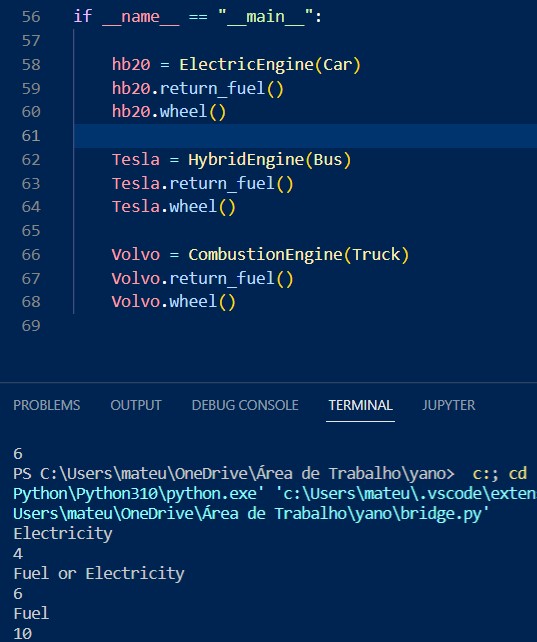 56 if __name__ == "__main__":
57
58 hb20 = ElectricEngine(Car)
59 hb20.return_fuel()
60 hb20.wheel()
61
62 Tesla = HybridEngine(Bus)
63 Tesla.return_fuel()
64 Tesla.wheel()
65
66 Volvo = CombustionEngine(Truck)
67 Volvo.return_fuel()
68 Volvo.wheel()
69
PROBLEMS OUTPUT DEBUG CONSOLE TERMINAL JUPYTER
6
PS C:\Users\mateu\OneDrive\Área de Trabalho\yano> c:; cd
Python\Python310\python.exe' 'c:\Users\mateu\.vscode\exten
Users\mateu\OneDrive\Área de Trabalho\yano\bridge.py'
Electricity
4
Fuel or Electricity
6
Fuel
10